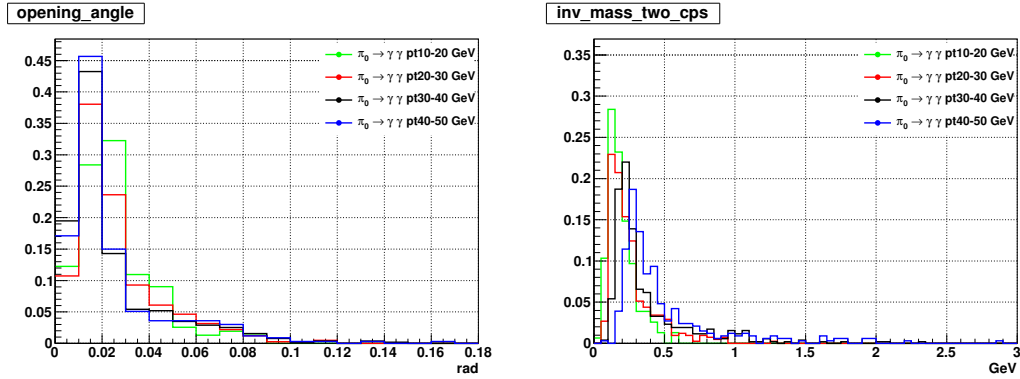 opening_angle
π₀ → γ γ pt10-20 GeV
π₀ → γ γ pt20-30 GeV
π₀ → γ γ pt30-40 GeV
π₀ → γ γ pt40-50 GeV
0.45
0.4
0.35
0.3
0.25
0.2
0.15
0.1
0.05
0
0 0.02 0.04 0.06 0.08 0.1 0.12 0.14 0.16 0.18
rad
inv_mass_two_cps
π₀ → γ γ pt10-20 GeV
π₀ → γ γ pt20-30 GeV
π₀ → γ γ pt30-40 GeV
π₀ → γ γ pt40-50 GeV
0.35
0.3
0.25
0.2
0.15
0.1
0.05
0
0 0.5 1 1.5 2 2.5 3
GeV